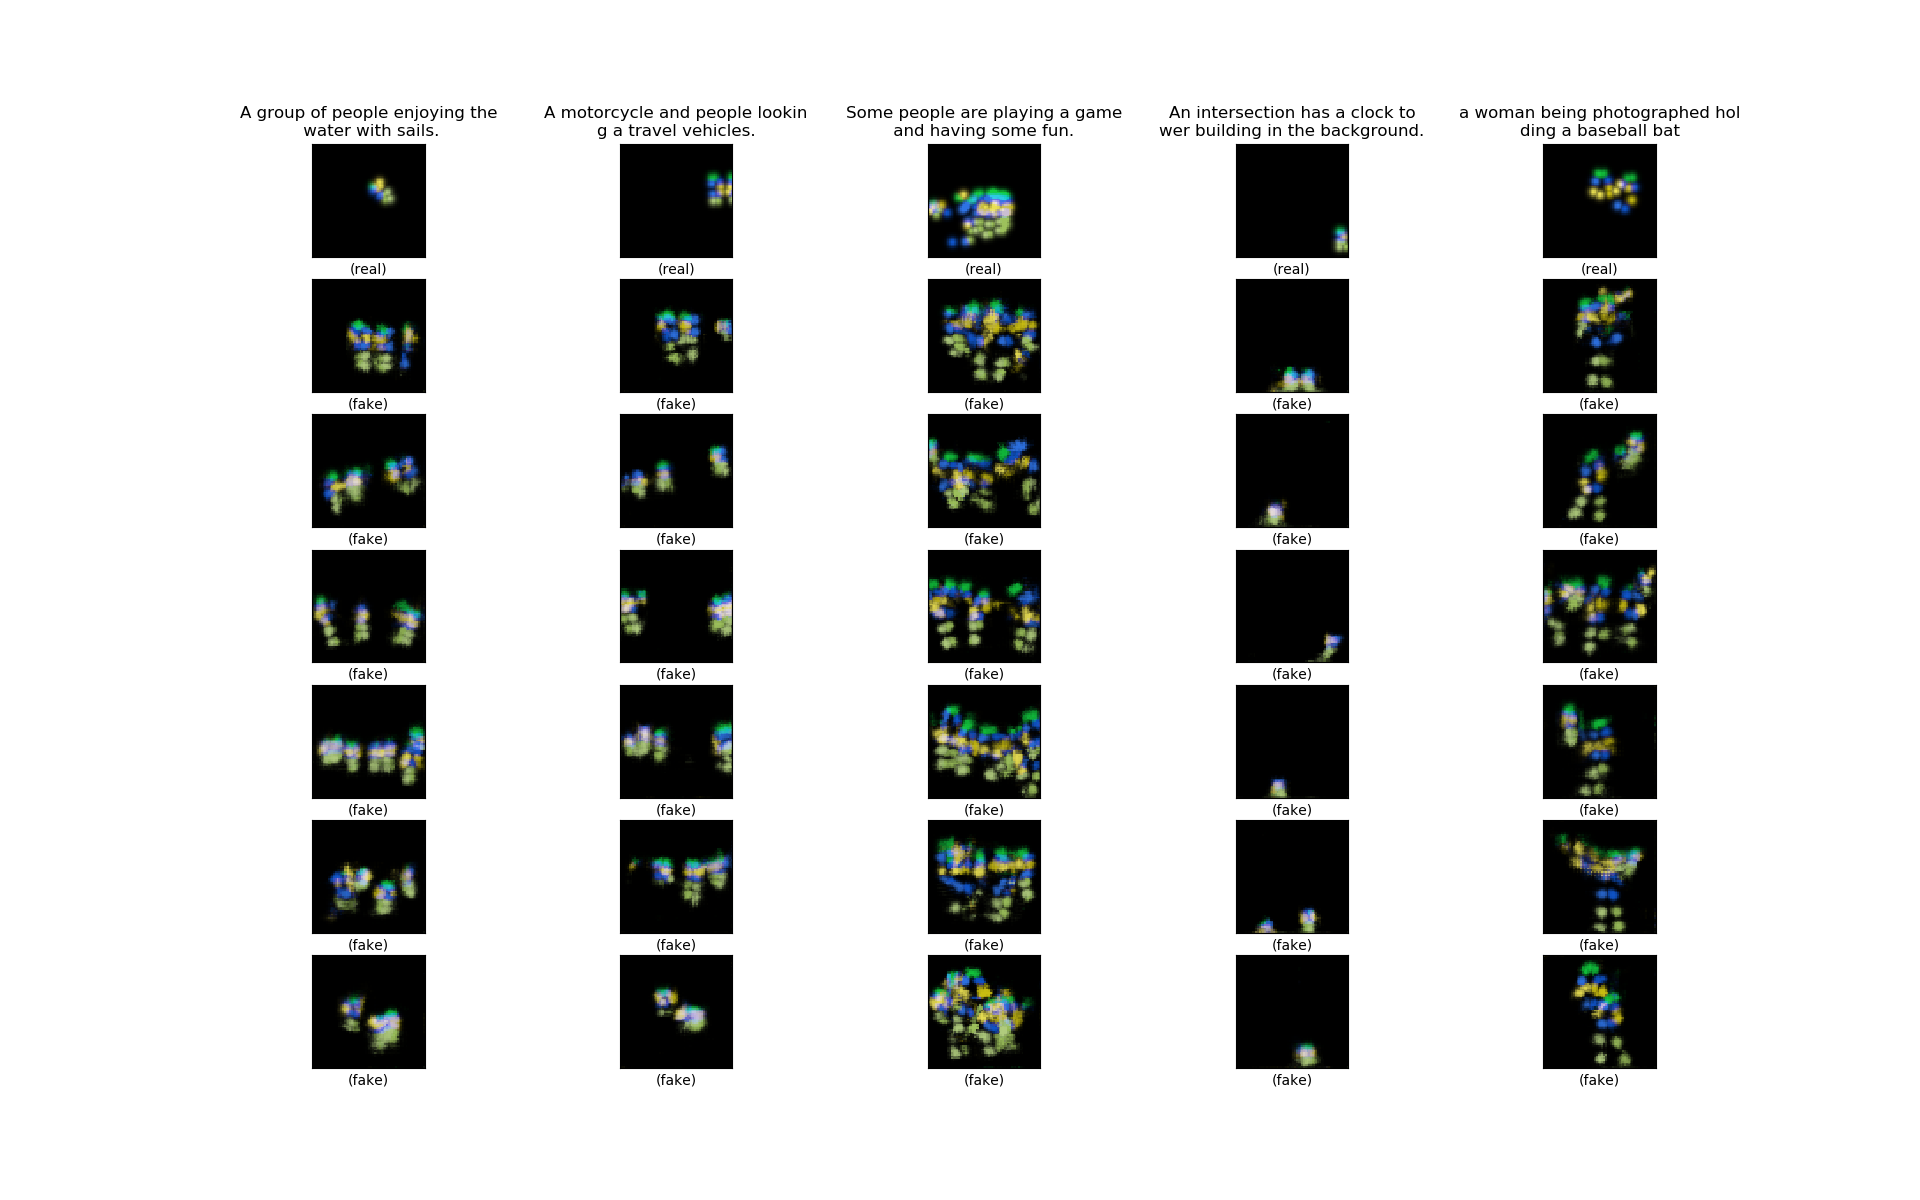 A group of people enjoying the
water with sails.
A motorcycle and people lookin
g a travel vehicles.
Some people are playing a game
and having some fun.
An intersection has a clock to
wer building in the background.
a woman being photographed hol
ding a baseball bat
(real) (real) (real) (real) (real)
(fake) (fake) (fake) (fake) (fake)
(fake) (fake) (fake) (fake) (fake)
(fake) (fake) (fake) (fake) (fake)
(fake) (fake) (fake) (fake) (fake)
(fake) (fake) (fake) (fake) (fake)
(fake) (fake) (fake) (fake) (fake)